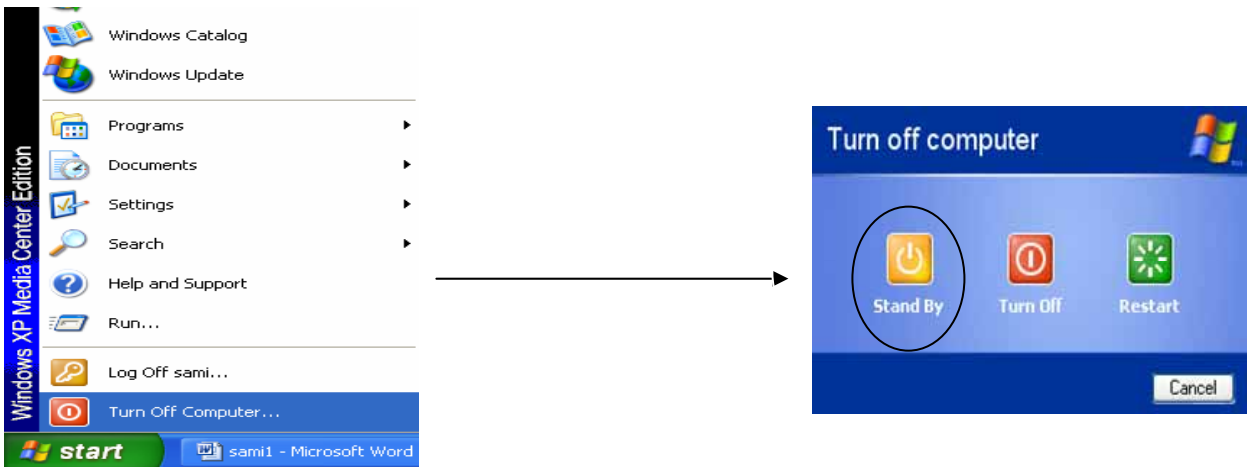 Windows Catalog
Windows Update
Programs
Documents
Settings
Search
Help and Support
Run...
Log Off sami...
Turn Off Computer...
Windows XP Media Center Edition
start
sami1 - Microsoft Word
Turn off computer
Stand By
Turn Off
Restart
Cancel